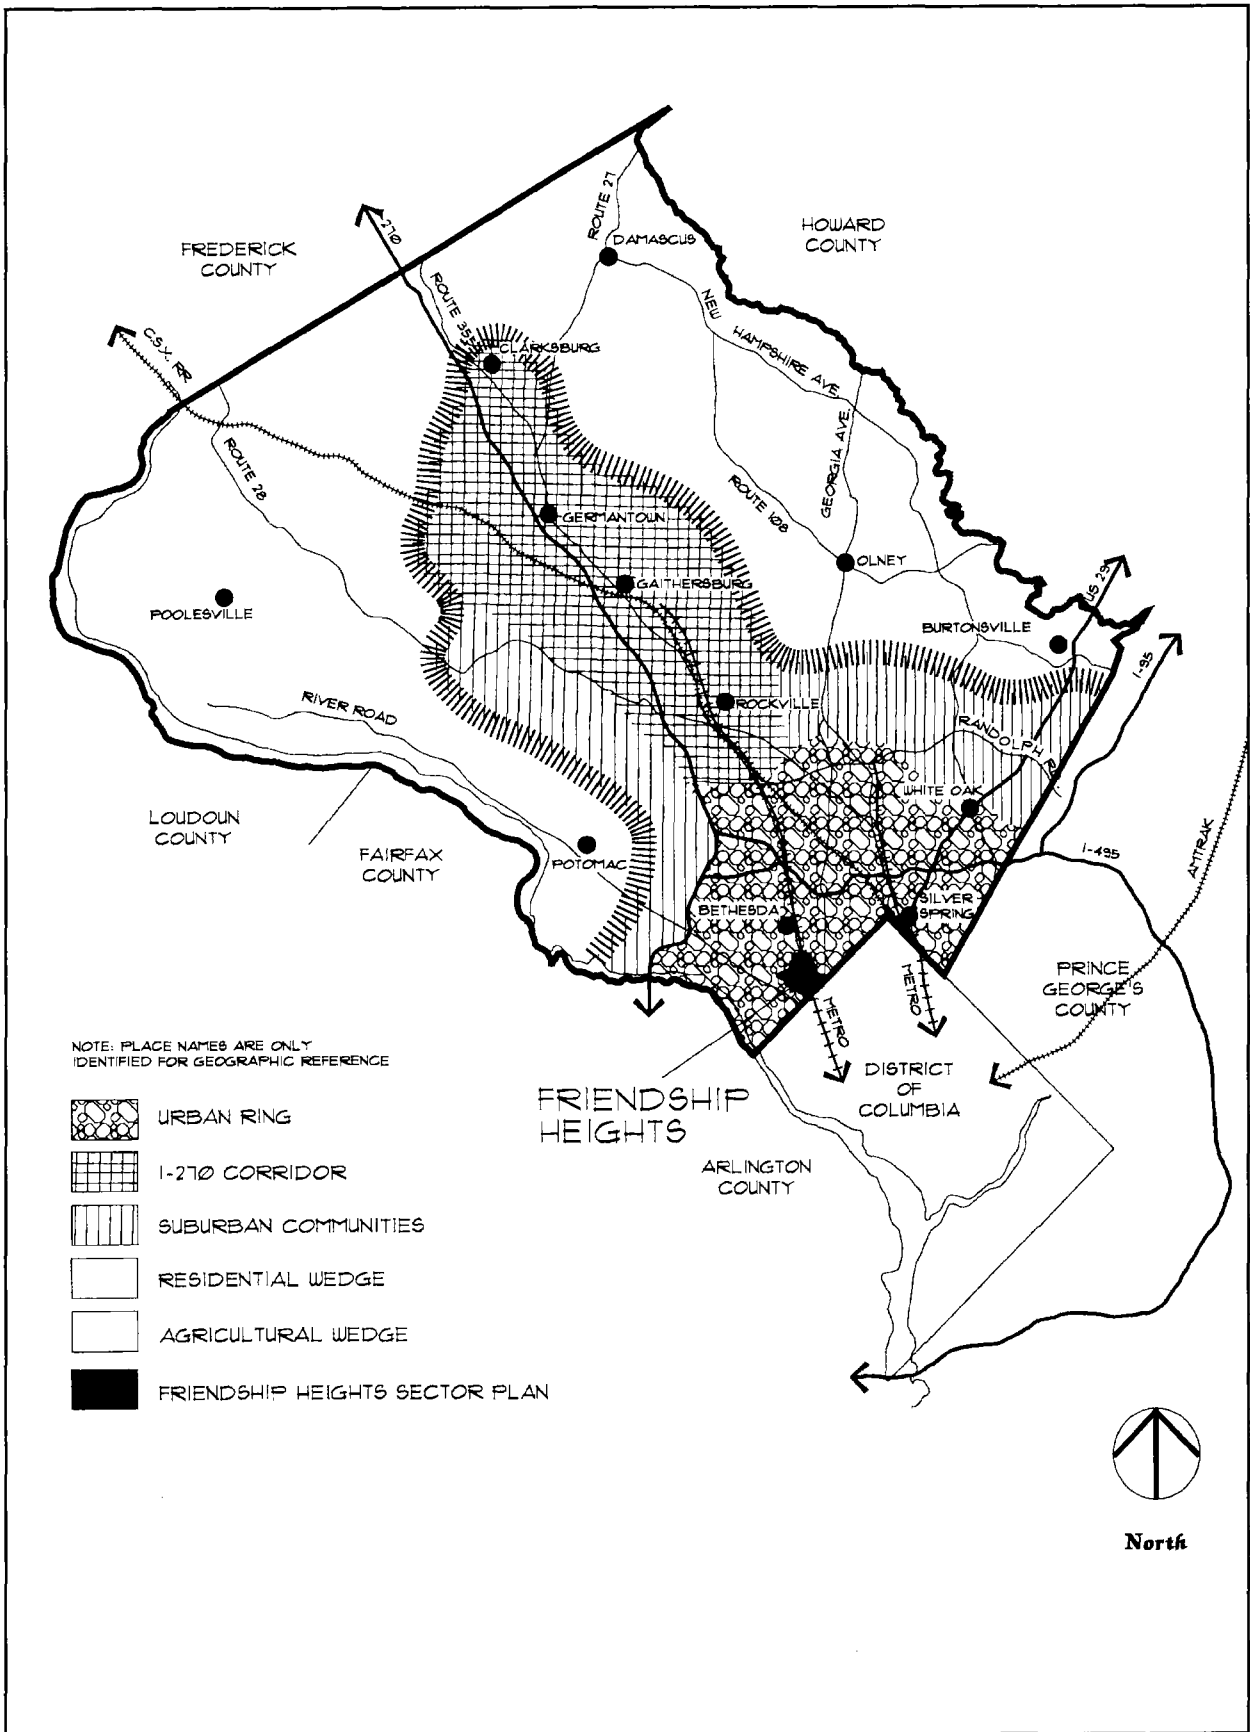 HOWARD
COUNTY
FREDERICK
COUNTY
270
ROUTE 27
DAMASCUS
C.S.X. RR
ROUTE 355
CLARKSBURG
NEW
HAMPSHIRE AVE.
GEORGIA AVE.
ROUTE 28
ROUTE 108
GERMANTOWN
OLNEY
GAITHERSBURG
US 29
POOLESVILLE
BURTONSVILLE
I-95
RIVER ROAD
ROCKVILLE
RANDOLPH R
WHITE OAK
LOUDOUN
COUNTY
FAIRFAX
COUNTY
POTOMAC
I-495
AMTRAK
BETHESDA
SILVER
SPRING
PRINCE
GEORGE'S
COUNTY
METRO
METRO
NOTE: PLACE NAMES ARE ONLY
IDENTIFIED FOR GEOGRAPHIC REFERENCE
DISTRICT
OF
COLUMBIA
FRIENDSHIP
HEIGHTS
ARLINGTON
COUNTY
URBAN RING
I-270 CORRIDOR
SUBURBAN COMMUNITIES
RESIDENTIAL WEDGE
AGRICULTURAL WEDGE
FRIENDSHIP HEIGHTS SECTOR PLAN
North